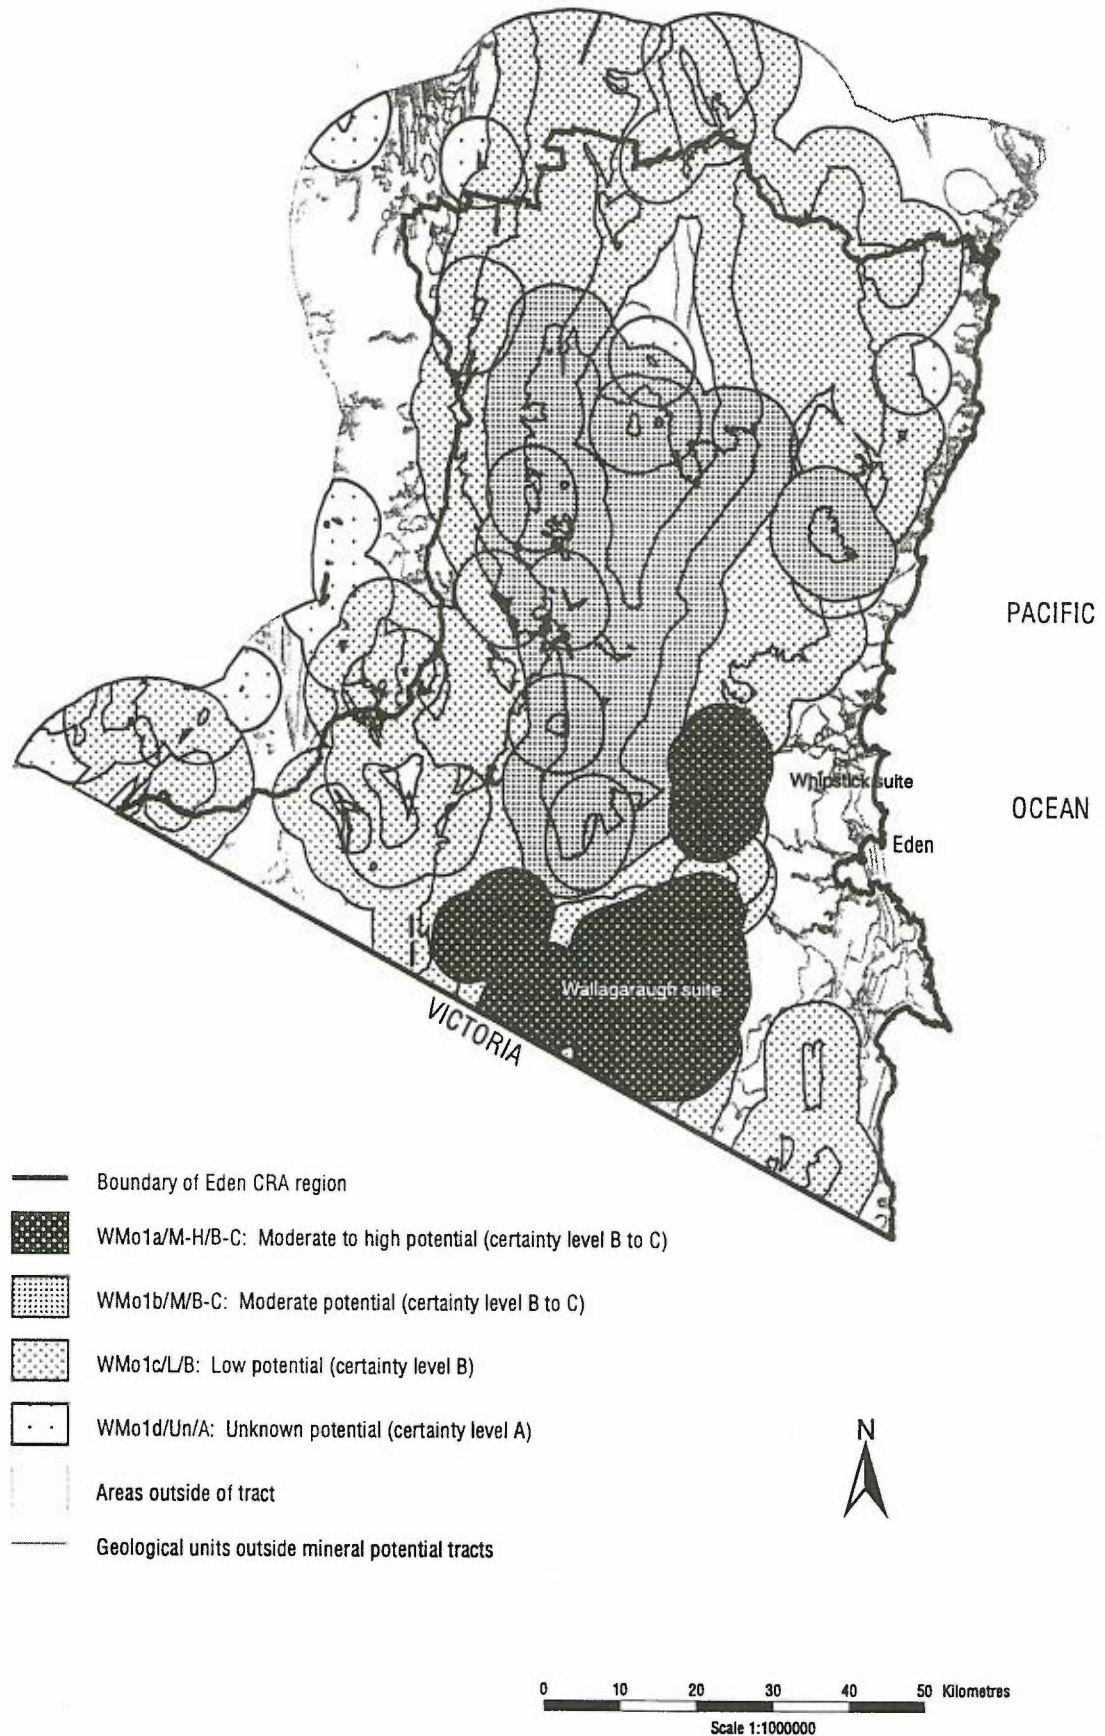 PACIFIC
Whipstick suite
OCEAN
Eden
Wallagaraugh suite
VICTORIA
Boundary of Eden CRA region
WMo1a/M-H/B-C: Moderate to high potential (certainty level B to C)
WMo1b/M/B-C: Moderate potential (certainty level B to C)
WMo1c/L/B: Low potential (certainty level B)
WMo1d/Un/A: Unknown potential (certainty level A)
N
Areas outside of tract
Geological units outside mineral potential tracts
0 10 20 30 40 50 Kilometres
Scale 1:1000000